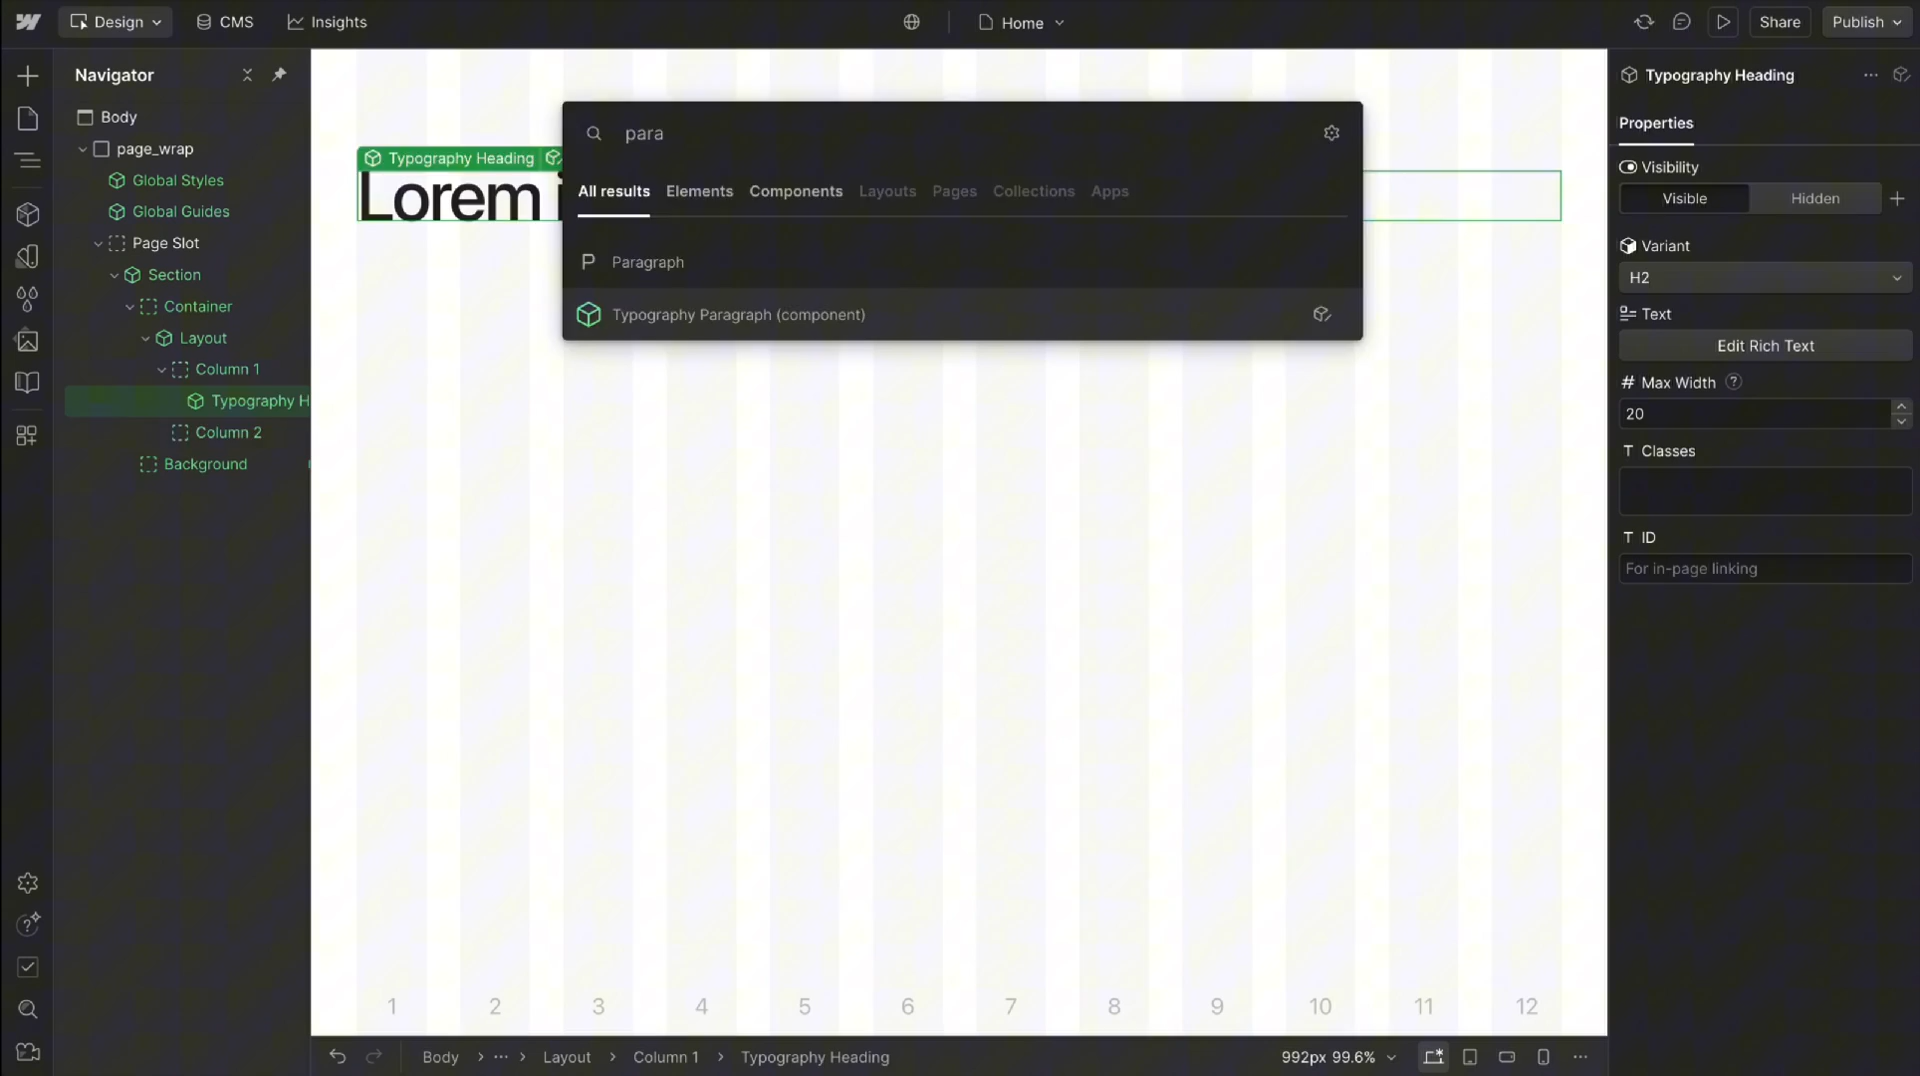 Design
CMS
Insights
Home
Share
Publish
Navigator
Body
page_wrap
Global Styles
Global Guides
Page Slot
Section
Container
Layout
Column 1
Typography H
Column 2
Background
Typography Heading
Lorem i
para
All results Elements Components Layouts Pages Collections Apps
Paragraph
Typography Paragraph (component)
1 2 3 4 5 6 7 8 9 10 11 12
Body > ... > Layout > Column 1 > Typography Heading
992px 99.6%
Typography Heading
Properties
Visibility
Visible Hidden
Variant
H2
Text
Edit Rich Text
# Max Width
20
T Classes
T ID
For in-page linking